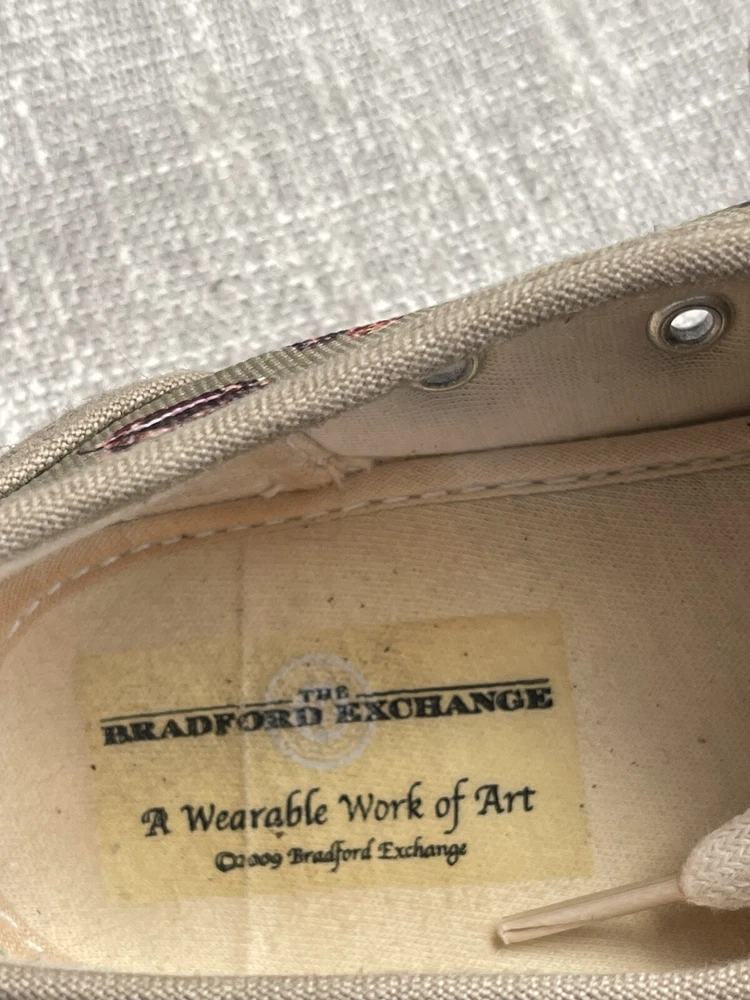 THE
BRADFORD EXCHANGE
A Wearable Work of Art
©2009 Bradford Exchange